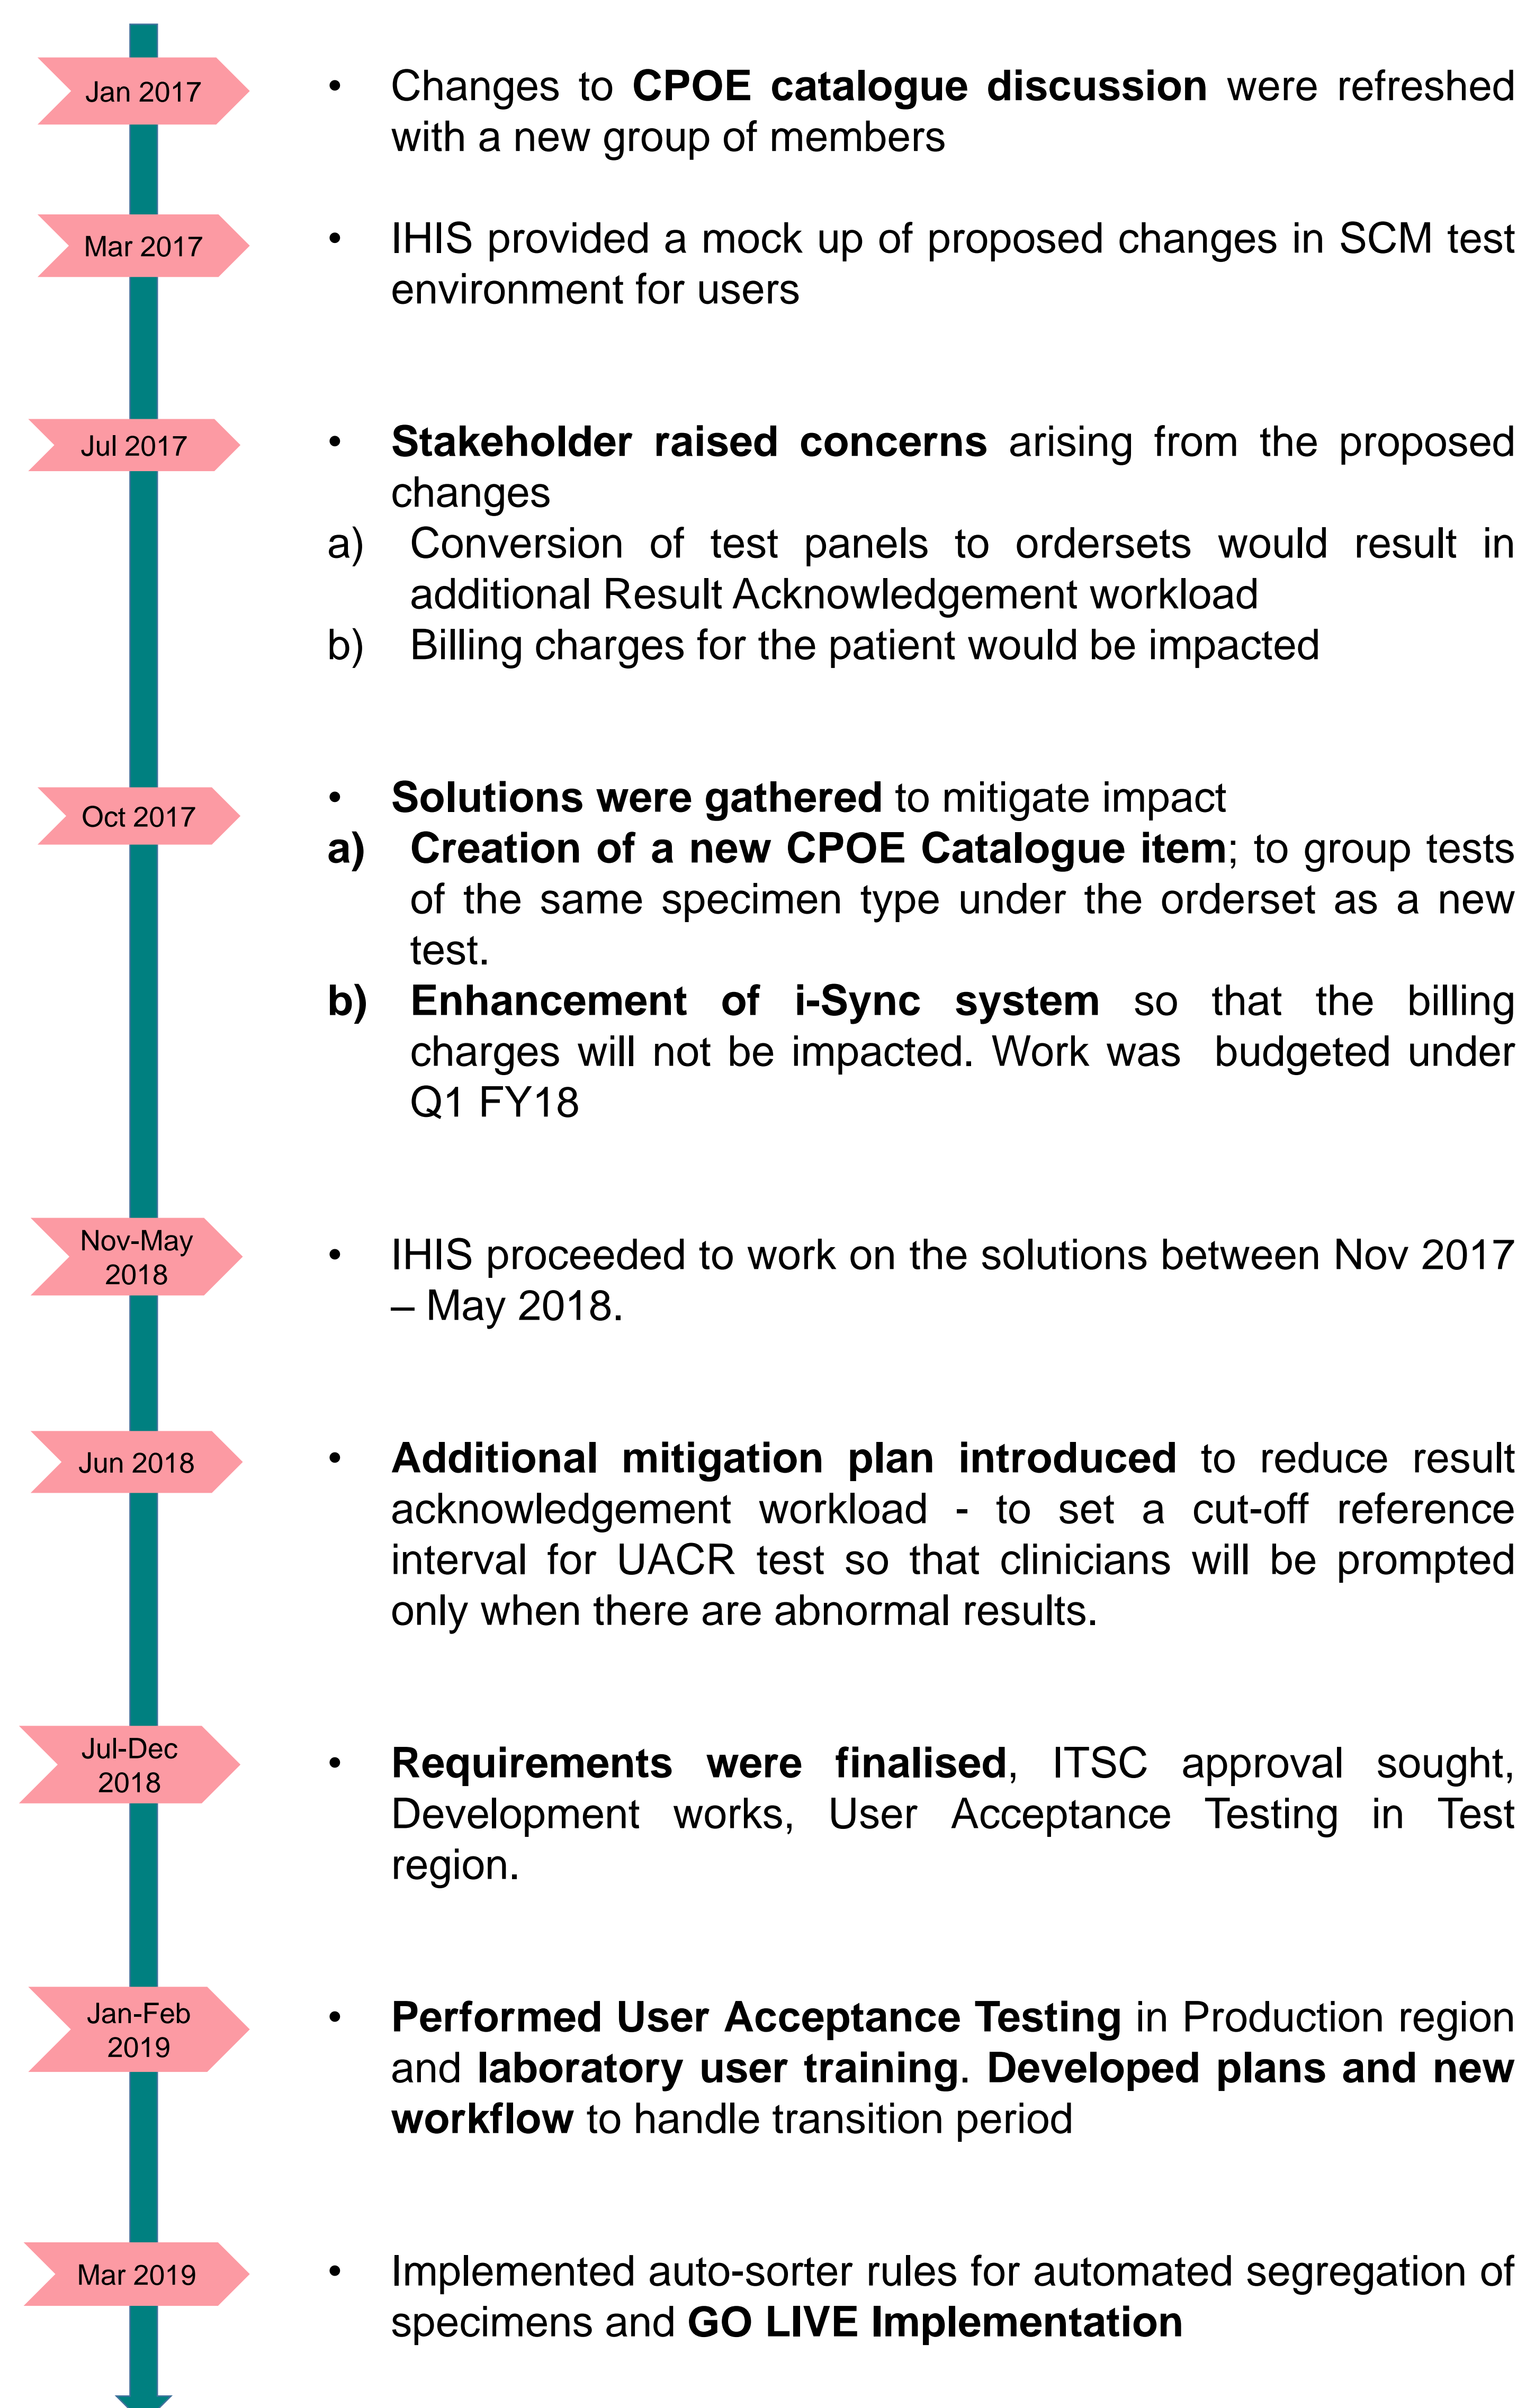 Jan 2017
• Changes to CPOE catalogue discussion were refreshed
with a new group of members
Mar 2017
• IHIS provided a mock up of proposed changes in SCM test
environment for users
Jul 2017
• Stakeholder raised concerns arising from the proposed
changes
a) Conversion of test panels to ordersets would result in
additional Result Acknowledgement workload
b) Billing charges for the patient would be impacted
Oct 2017
• Solutions were gathered to mitigate impact
a) Creation of a new CPOE Catalogue item; to group tests
of the same specimen type under the orderset as a new
test.
b) Enhancement of i-Sync system so that the billing
charges will not be impacted. Work was budgeted under
Q1 FY18
Nov-May
2018
• IHIS proceeded to work on the solutions between Nov 2017
– May 2018.
Jun 2018
• Additional mitigation plan introduced to reduce result
acknowledgement workload - to set a cut-off reference
interval for UACR test so that clinicians will be prompted
only when there are abnormal results.
Jul-Dec
2018
• Requirements were finalised, ITSC approval sought,
Development works, User Acceptance Testing in Test
region.
Jan-Feb
2019
• Performed User Acceptance Testing in Production region
and laboratory user training. Developed plans and new
workflow to handle transition period
Mar 2019
• Implemented auto-sorter rules for automated segregation of
specimens and GO LIVE Implementation